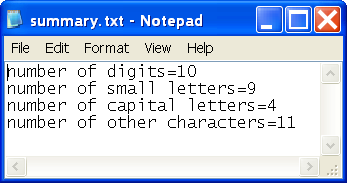 summary.txt - Notepad
File Edit Format View Help
number of digits=10
number of small letters=9
number of capital letters=4
number of other characters=11